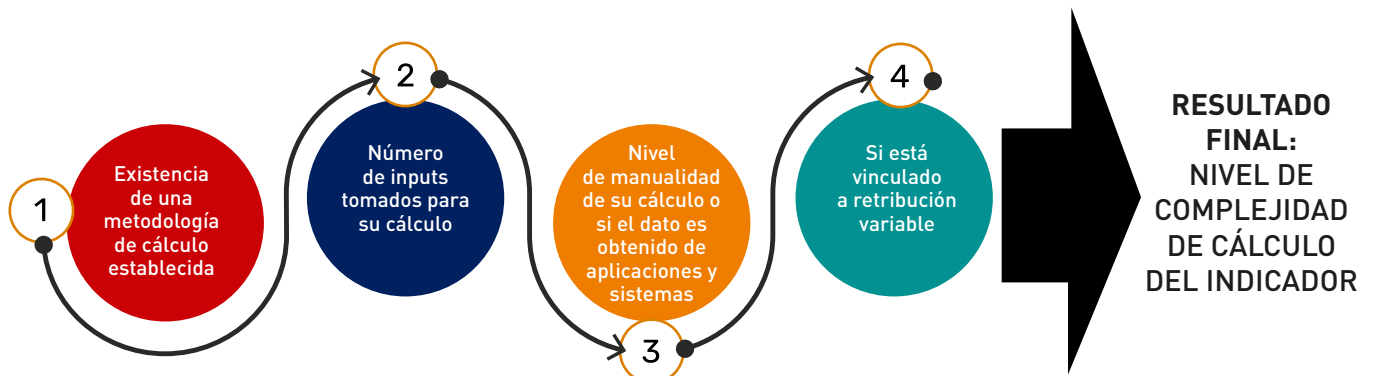 1
Existencia
de una
metodología
de cálculo
establecida
2
Número
de inputs
tomados para
su cálculo
Nivel
de manualidad
de su cálculo o
si el dato es
obtenido de
aplicaciones y
sistemas
3
4
Si está
vinculado
a retribución
variable
RESULTADO
FINAL:
NIVEL DE
COMPLEJIDAD
DE CÁLCULO
DEL INDICADOR